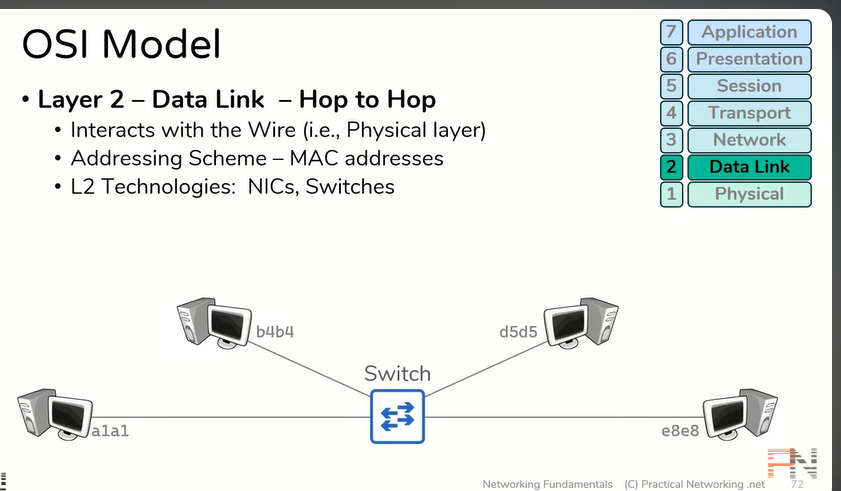 OSI Model
• Layer 2 – Data Link – Hop to Hop
• Interacts with the Wire (i.e., Physical layer)
• Addressing Scheme – MAC addresses
• L2 Technologies: NICs, Switches
7 Application
6 Presentation
5 Session
4 Transport
3 Network
2 Data Link
1 Physical
b4b4
d5d5
Switch
a1a1
e8e8
PN
Networking Fundamentals (C) Practical Networking .net 72